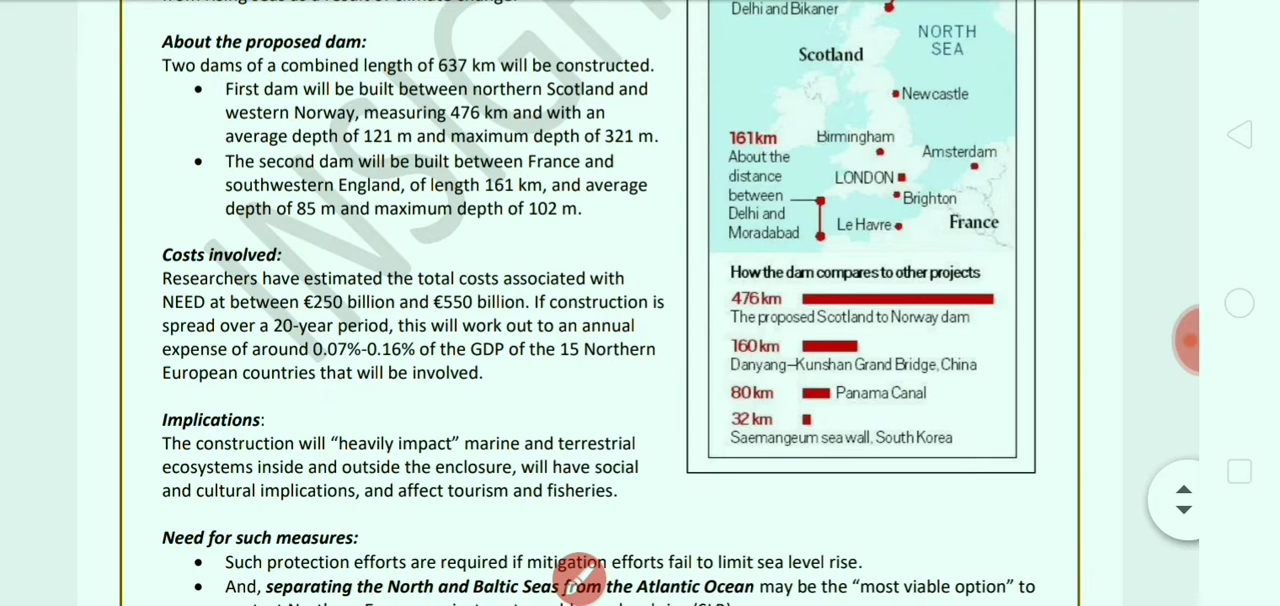 About the proposed dam:
Two dams of a combined length of 637 km will be constructed.
• First dam will be built between northern Scotland and
western Norway, measuring 476 km and with an
average depth of 121 m and maximum depth of 321 m.
• The second dam will be built between France and
southwestern England, of length 161 km, and average
depth of 85 m and maximum depth of 102 m.
Costs involved:
Researchers have estimated the total costs associated with
NEED at between €250 billion and €550 billion. If construction is
spread over a 20-year period, this will work out to an annual
expense of around 0.07%-0.16% of the GDP of the 15 Northern
European countries that will be involved.
Implications:
The construction will “heavily impact” marine and terrestrial
ecosystems inside and outside the enclosure, will have social
and cultural implications, and affect tourism and fisheries.
Delhi and Bikaner
NORTH
SEA
Scotland
Newcastle
161km
Birmingham
About the
Amsterdam
distance
LONDON
between
Brighton
Delhi and
Le Havre
France
Moradabad
How the dam compares to other projects
476 km
The proposed Scotland to Norway dam
160 km
Danyang–Kunshan Grand Bridge, China
80 km Panama Canal
32 km
Saemangeum sea wall, South Korea
Need for such measures:
• Such protection efforts are required if mitigation efforts fail to limit sea level rise.
• And, separating the North and Baltic Seas from the Atlantic Ocean may be the “most viable option” to
INSIGH